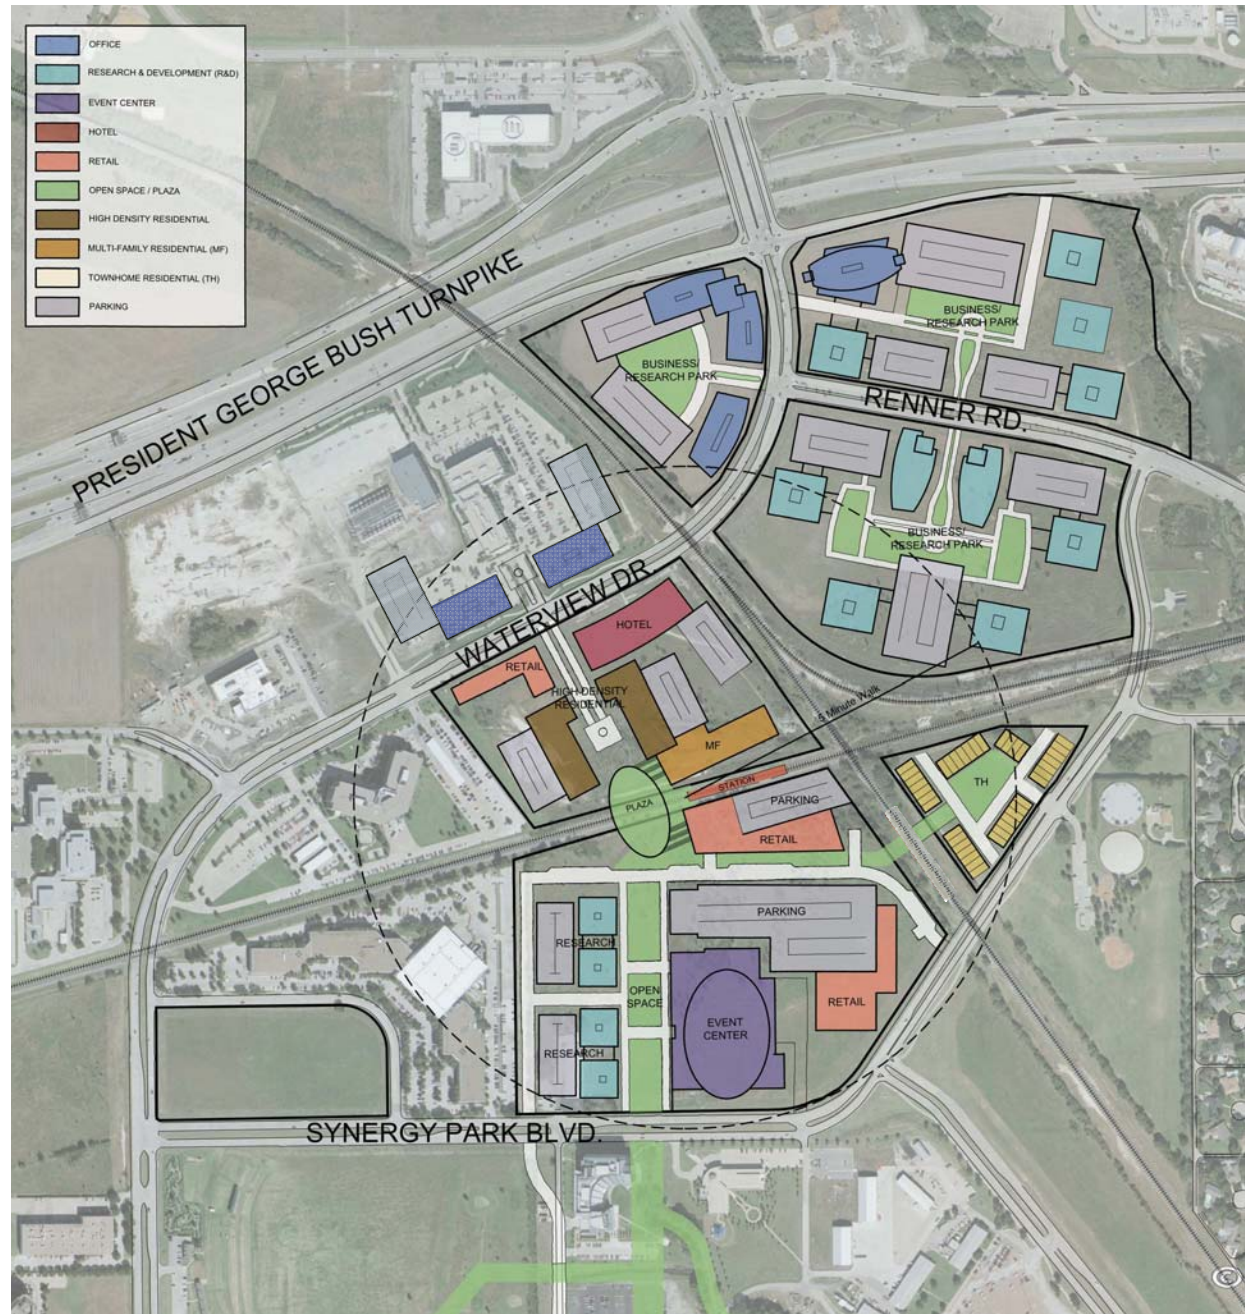 OFFICE
RESEARCH & DEVELOPMENT (R&D)
EVENT CENTER
HOTEL
RETAIL
OPEN SPACE / PLAZA
HIGH DENSITY RESIDENTIAL
MULTI-FAMILY RESIDENTIAL (MF)
TOWNHOME RESIDENTIAL (TH)
PARKING
PRESIDENT GEORGE BUSH TURNPIKE
BUSINESS/
RESEARCH PARK
BUSINESS/
RESEARCH PARK
RENNER RD.
BUSINESS/
RESEARCH PARK
WATERVIEW DR.
HOTEL
RETAIL
HIGH DENSITY
RESIDENTIAL
5 Minute Walk
MF
STATION
TH
PLAZA
PARKING
RETAIL
PARKING
RESEARCH
OPEN
SPACE
RETAIL
EVENT
CENTER
RESEARCH
SYNERGY PARK BLVD.
©